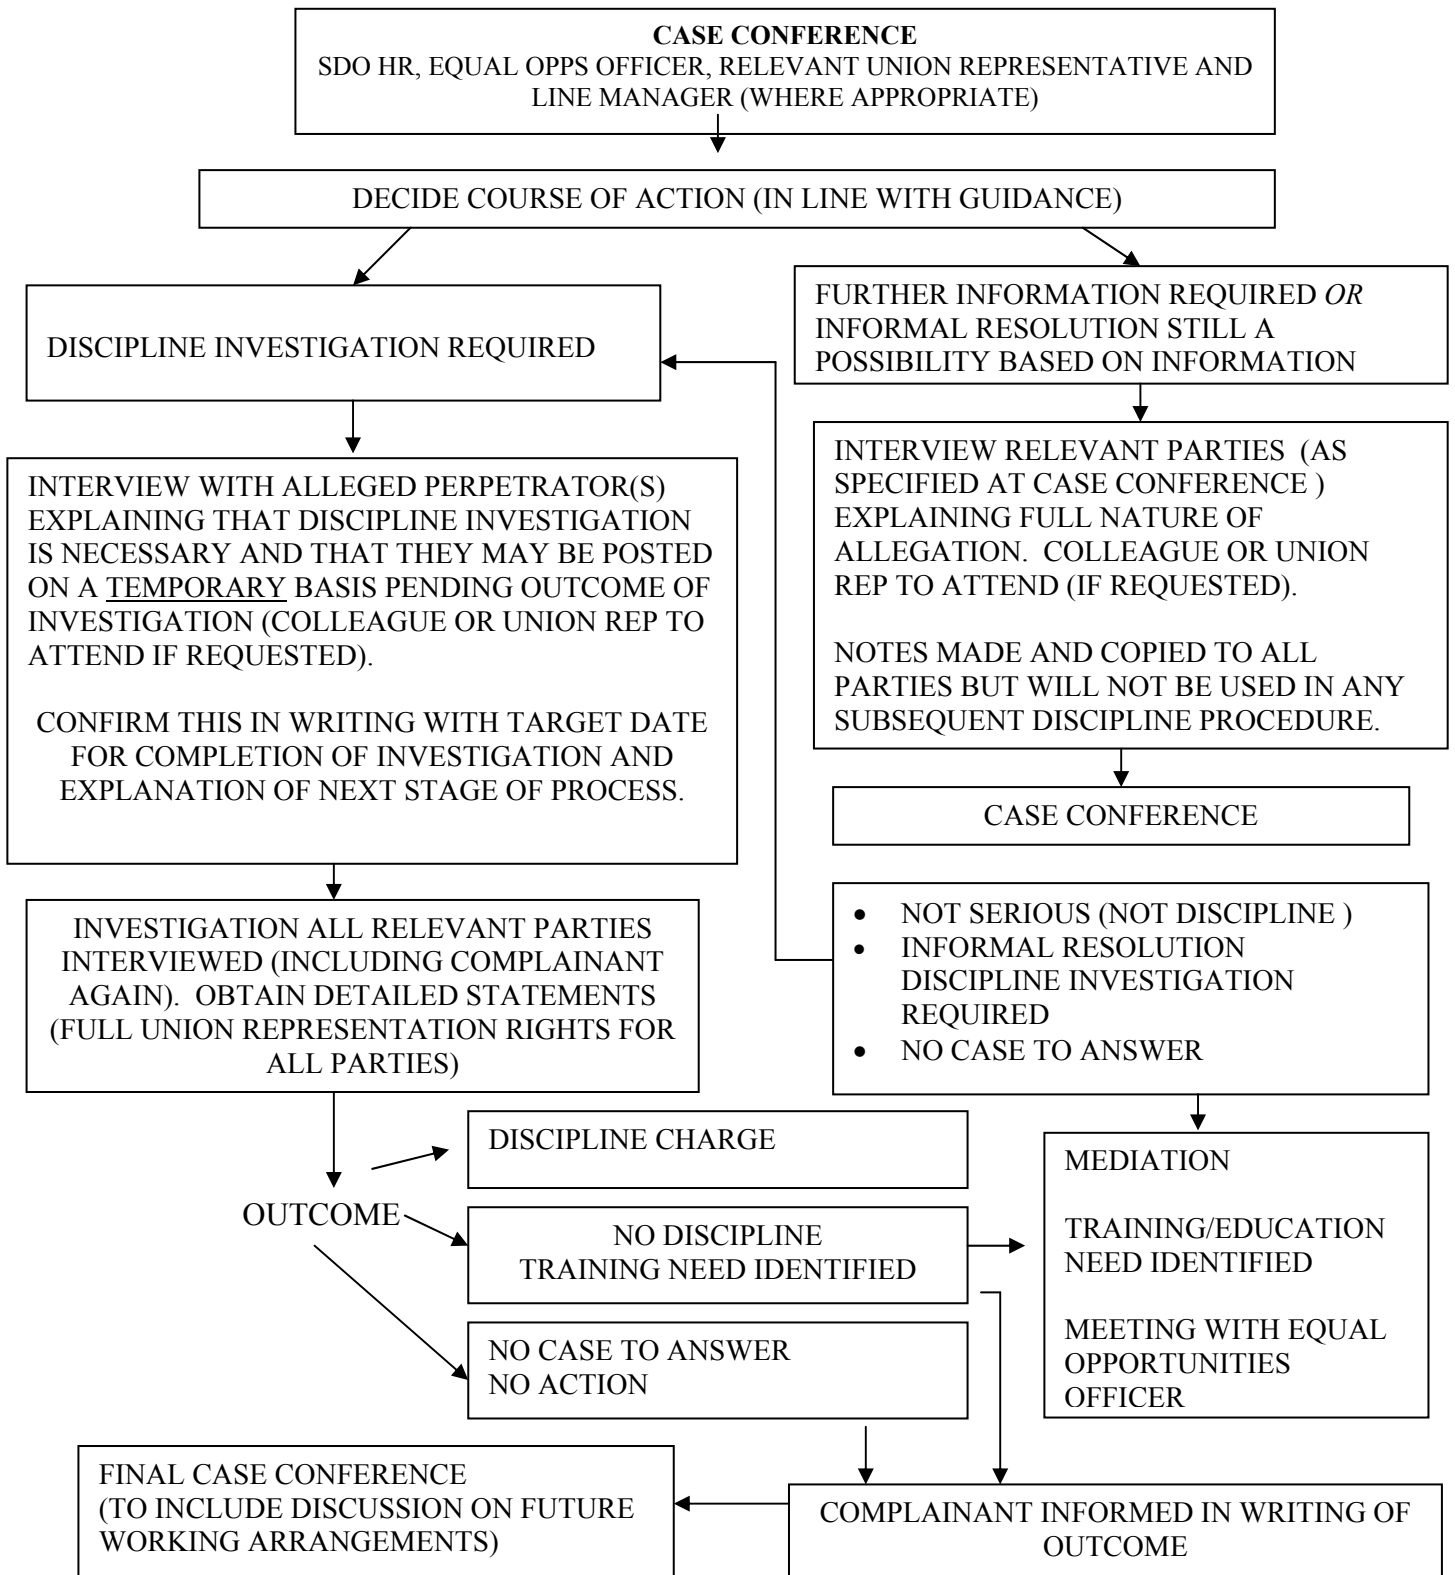 CASE CONFERENCE
SDO HR, EQUAL OPPS OFFICER, RELEVANT UNION REPRESENTATIVE AND
LINE MANAGER (WHERE APPROPRIATE)
DECIDE COURSE OF ACTION (IN LINE WITH GUIDANCE)
DISCIPLINE INVESTIGATION REQUIRED
FURTHER INFORMATION REQUIRED OR
INFORMAL RESOLUTION STILL A
POSSIBILITY BASED ON INFORMATION
INTERVIEW WITH ALLEGED PERPETRATOR(S)
EXPLAINING THAT DISCIPLINE INVESTIGATION
IS NECESSARY AND THAT THEY MAY BE POSTED
ON A TEMPORARY BASIS PENDING OUTCOME OF
INVESTIGATION (COLLEAGUE OR UNION REP TO
ATTEND IF REQUESTED).
CONFIRM THIS IN WRITING WITH TARGET DATE
FOR COMPLETION OF INVESTIGATION AND
EXPLANATION OF NEXT STAGE OF PROCESS.
INTERVIEW RELEVANT PARTIES (AS
SPECIFIED AT CASE CONFERENCE )
EXPLAINING FULL NATURE OF
ALLEGATION. COLLEAGUE OR UNION
REP TO ATTEND (IF REQUESTED).
NOTES MADE AND COPIED TO ALL
PARTIES BUT WILL NOT BE USED IN ANY
SUBSEQUENT DISCIPLINE PROCEDURE.
CASE CONFERENCE
INVESTIGATION ALL RELEVANT PARTIES
INTERVIEWED (INCLUDING COMPLAINANT
AGAIN). OBTAIN DETAILED STATEMENTS
(FULL UNION REPRESENTATION RIGHTS FOR
ALL PARTIES)
• NOT SERIOUS (NOT DISCIPLINE )
• INFORMAL RESOLUTION
DISCIPLINE INVESTIGATION
REQUIRED
• NO CASE TO ANSWER
OUTCOME
DISCIPLINE CHARGE
NO DISCIPLINE
TRAINING NEED IDENTIFIED
NO CASE TO ANSWER
NO ACTION
MEDIATION
TRAINING/EDUCATION
NEED IDENTIFIED
MEETING WITH EQUAL
OPPORTUNITIES
OFFICER
FINAL CASE CONFERENCE
(TO INCLUDE DISCUSSION ON FUTURE
WORKING ARRANGEMENTS)
COMPLAINANT INFORMED IN WRITING OF
OUTCOME